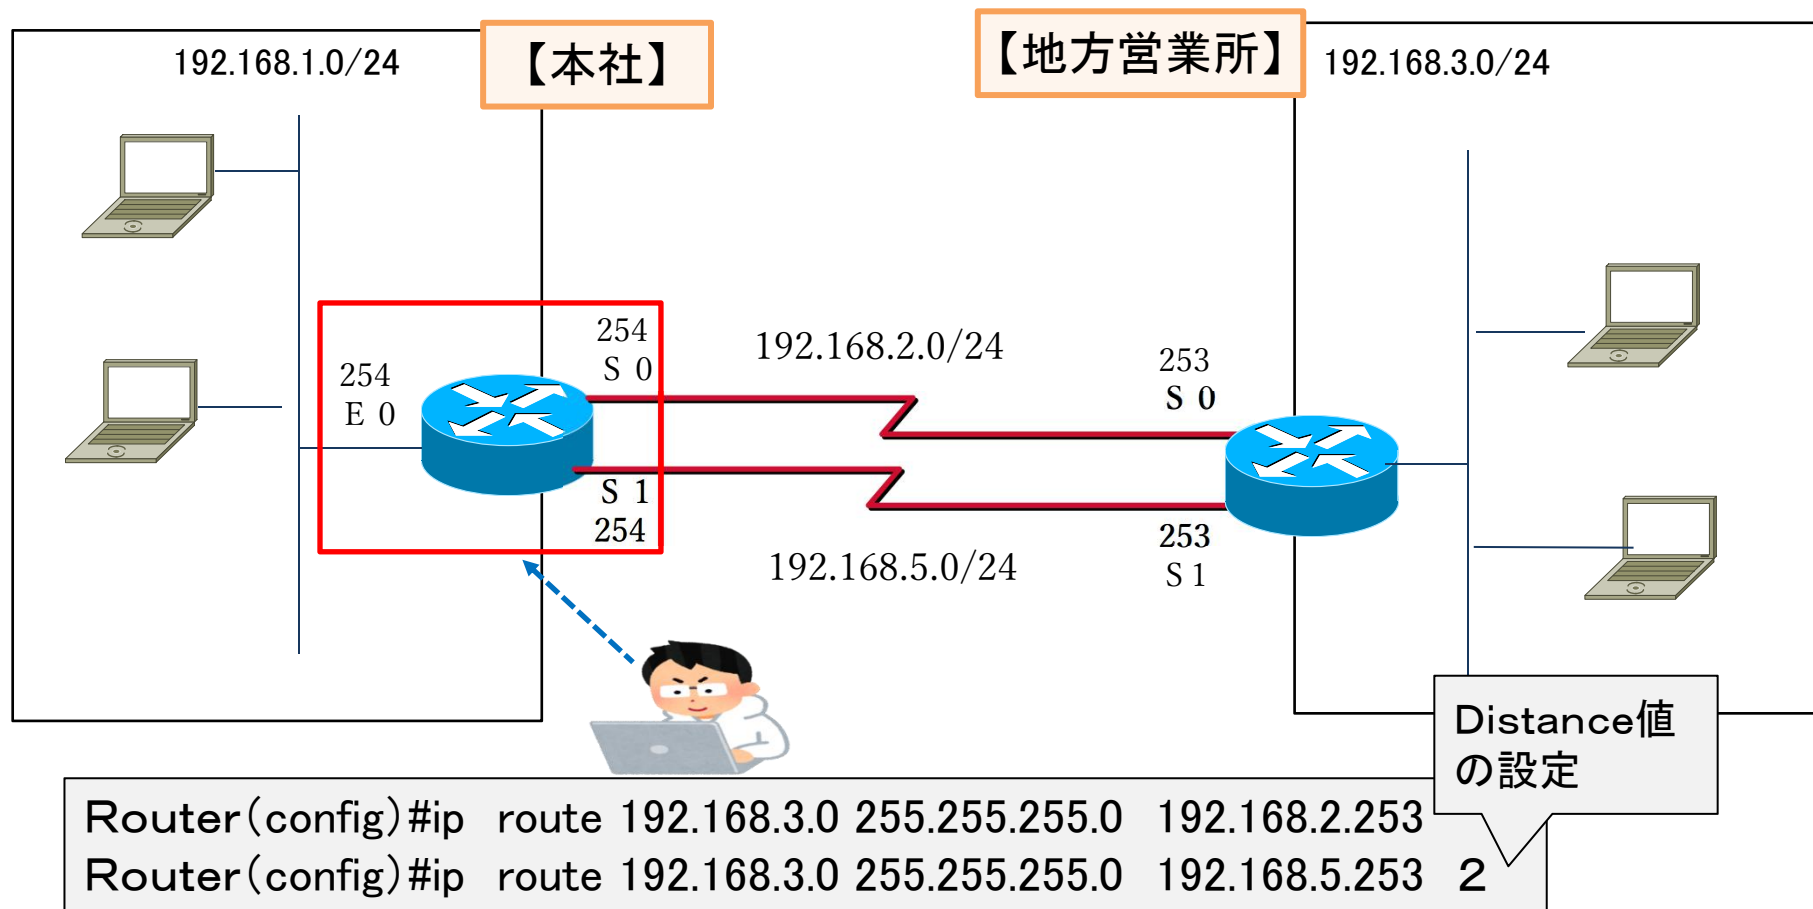 192.168.1.0/24
【本社】
【地方営業所】
192.168.3.0/24
254
S 0
254
E 0
S 1
254
192.168.2.0/24
192.168.5.0/24
253
S 0
253
S 1
Distance値
の設定
Router(config)#ip route 192.168.3.0 255.255.255.0 192.168.2.253
Router(config)#ip route 192.168.3.0 255.255.255.0 192.168.5.253 2